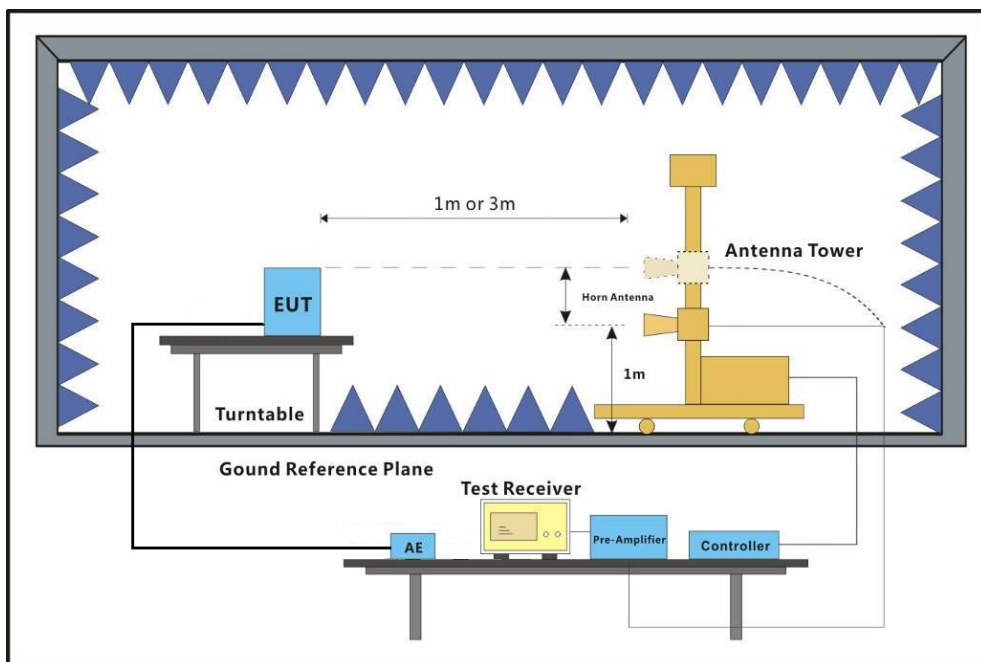 1m or 3m
Antenna Tower
EUT
Horn Antenna
1m
Turntable
Gound Reference Plane
Test Receiver
AE
Pre-Amplifier
Controller